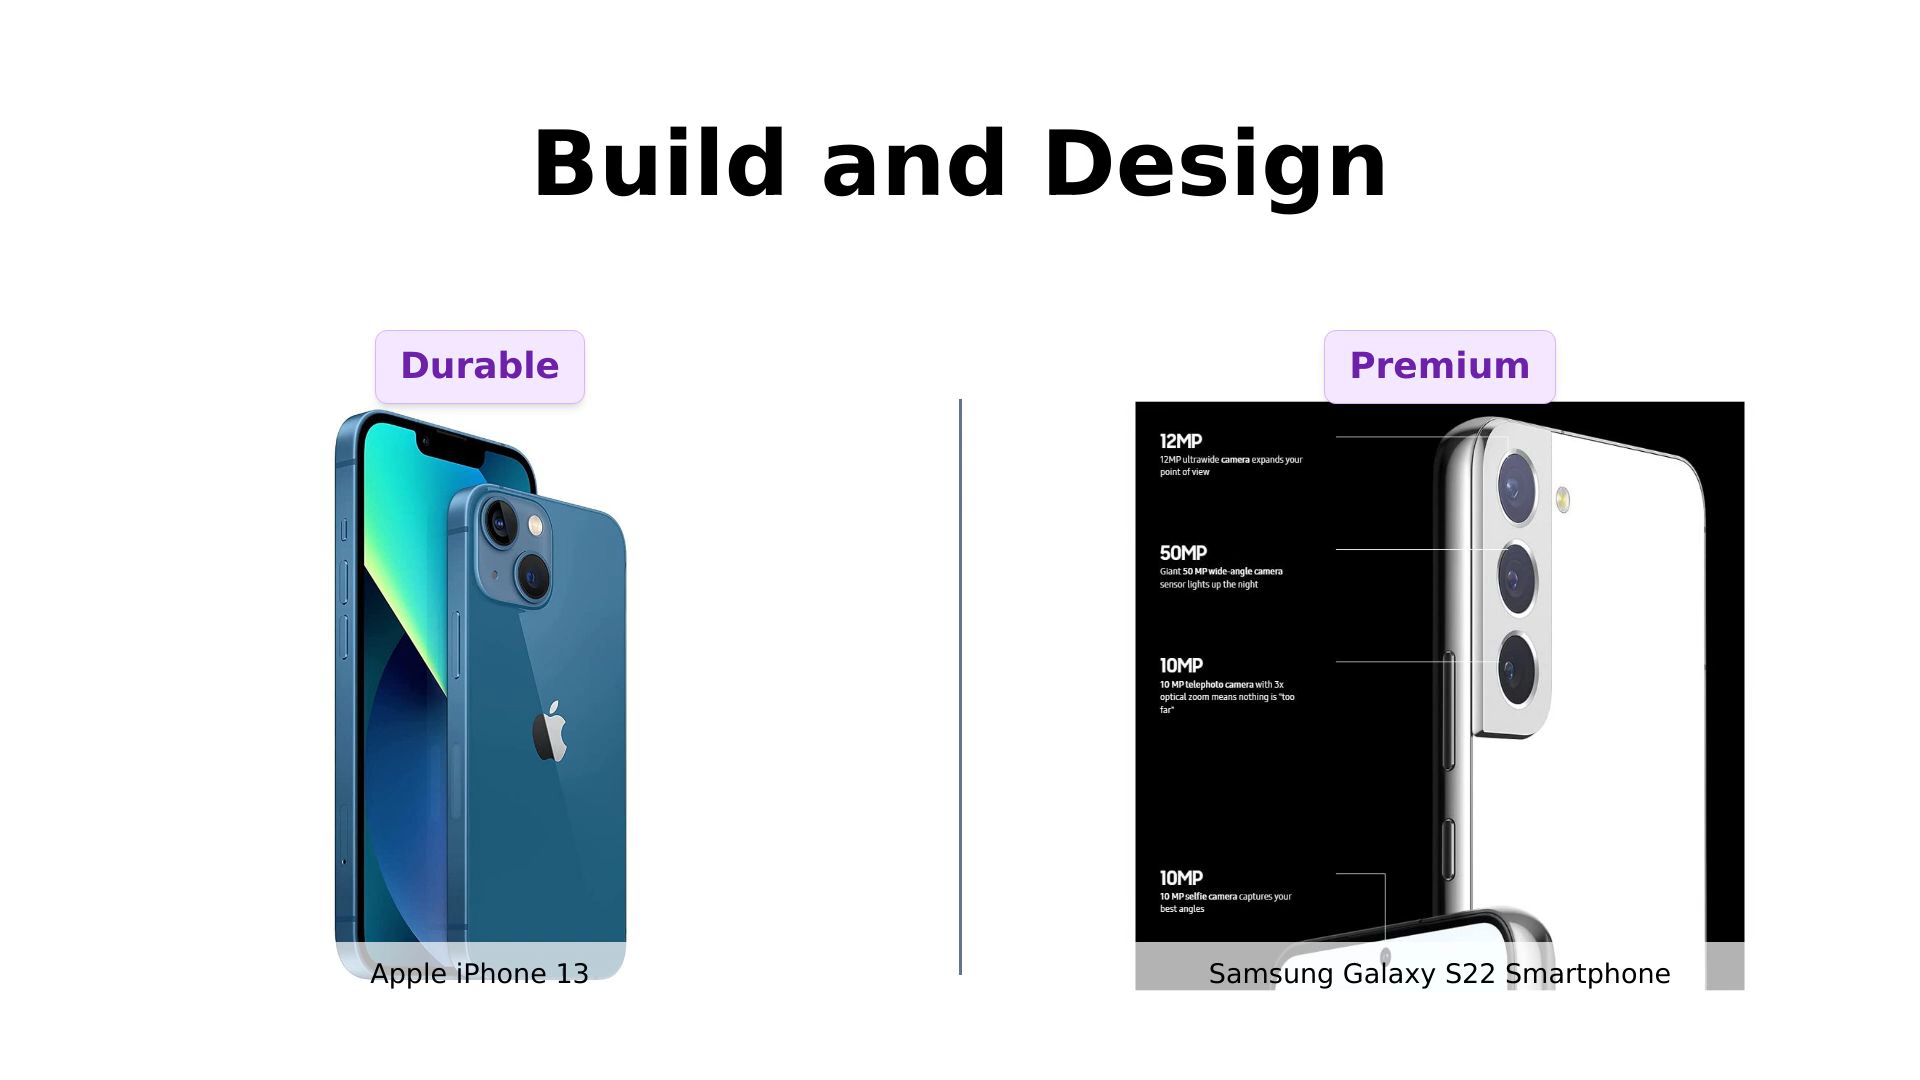 Build and Design
Durable
Apple iPhone 13
Premium
12MP
12MP ultrawide camera expands your
point of view
50MP
Giant 50 MP wide-angle camera
sensor lights up the night
10MP
10 MP telephoto camera with 3x
optical zoom means nothing is "too
far"
10MP
10 MP selfie camera captures your
best angles
Samsung Galaxy S22 Smartphone